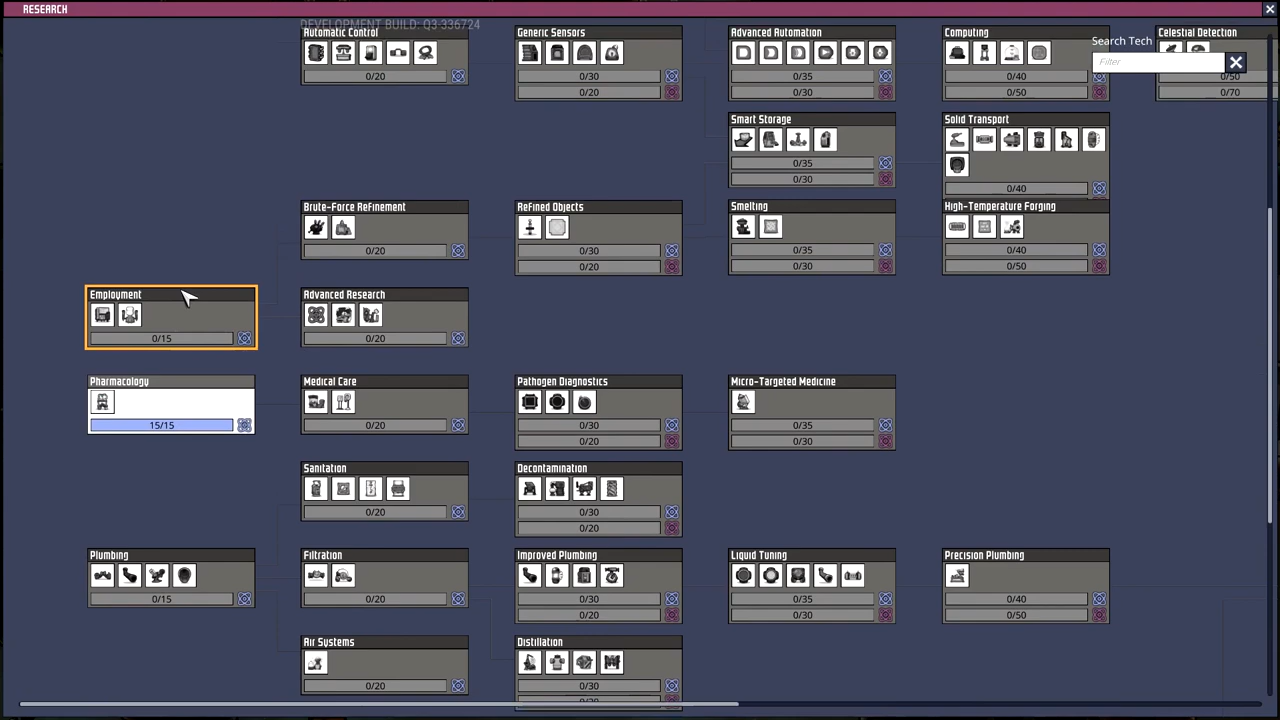 RESEARCH
DEVELOPMENT BUILD: Q3-336724
Automatic Control
Generic Sensors
Advanced Automation
Computing
Celestial Detection
Search Tech
Filter
0/20
0/30
0/20
0/35
0/30
0/40
0/50
0/50
0/70
Smart Storage
0/35
0/30
Solid Transport
0/40
Brute-Force Refinement
0/20
Refined Objects
0/30
0/20
Smelting
0/35
0/30
High-Temperature Forging
0/40
0/50
Employment
0/15
Advanced Research
0/20
Pharmacology
15/15
Medical Care
0/20
Pathogen Diagnostics
0/30
0/20
Micro-Targeted Medicine
0/35
0/30
Sanitation
0/20
Decontamination
0/30
0/20
Plumbing
0/15
Filtration
0/20
Improved Plumbing
0/30
0/20
Liquid Tuning
0/35
0/30
Precision Plumbing
0/40
0/50
Air Systems
0/20
Distillation
0/30